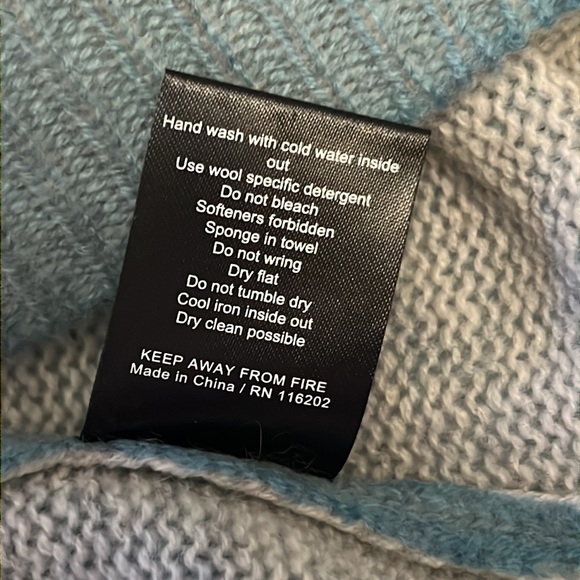 Hand wash with cold water inside
out
Use wool specific detergent
Do not bleach
Softeners forbidden
Sponge in towel
Do not wring
Dry flat
Do not tumble dry
Cool iron inside out
Dry clean possible
KEEP AWAY FROM FIRE
Made in China / RN 116202